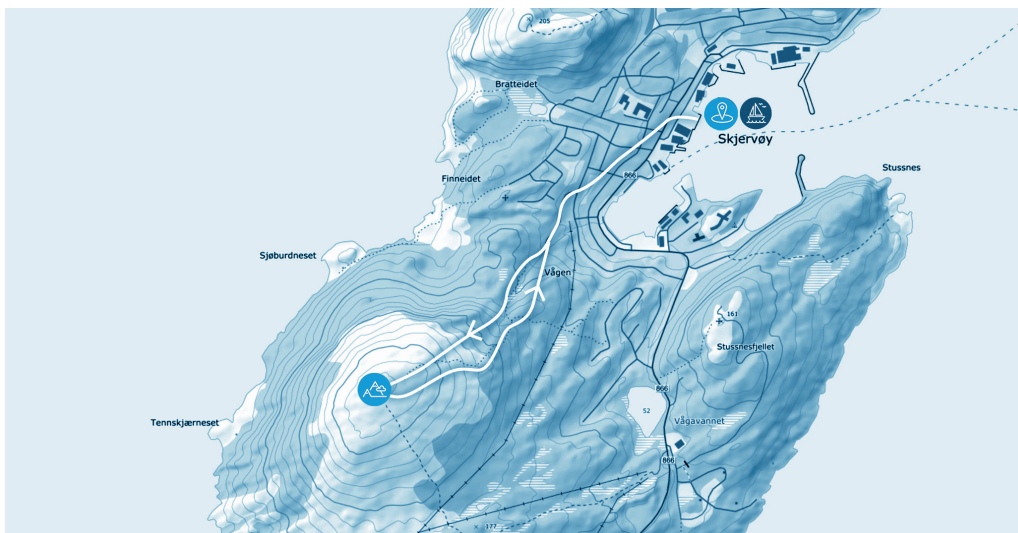 205
Bratteidet
Skjervøy
Stussnes
866
Finneidet
Sjøburdneset
Vågen
161
Stussnesfjellet
866
52
Vågavannet
Tennskjærneset
866
177